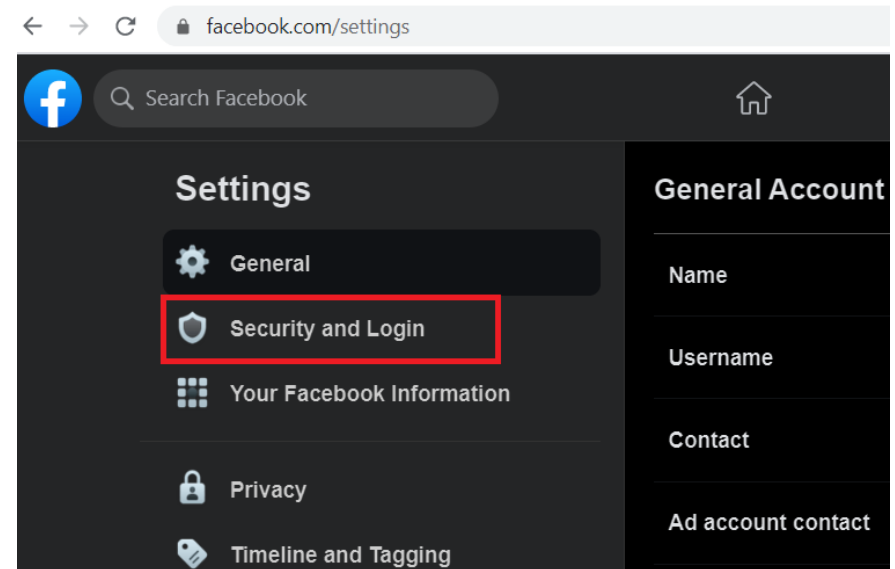 facebook.com/settings
Search Facebook
Settings
General
Security and Login
Your Facebook Information
Privacy
Timeline and Tagging
General Account
Name
Username
Contact
Ad account contact